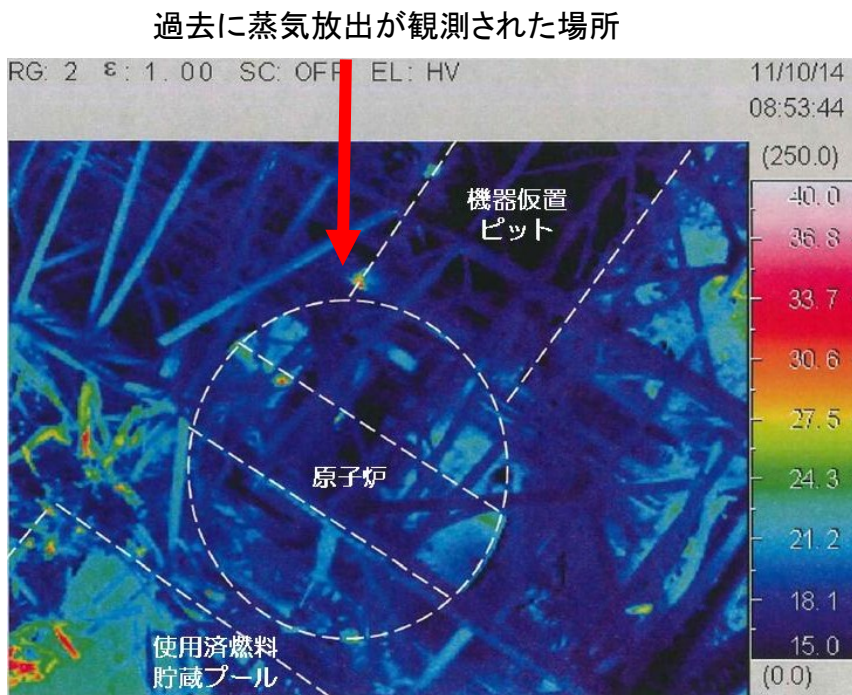 過去に蒸気放出が観測された場所
RG: 2 ε: 1.00 SC: OFF EL: HV 11/10/14
08:53:44
(250.0)
40.0
36.8
33.7
30.6
27.5
24.3
21.2
18.1
15.0
(0.0)
機器仮置
ピット
原子炉
使用済燃料
貯蔵プール